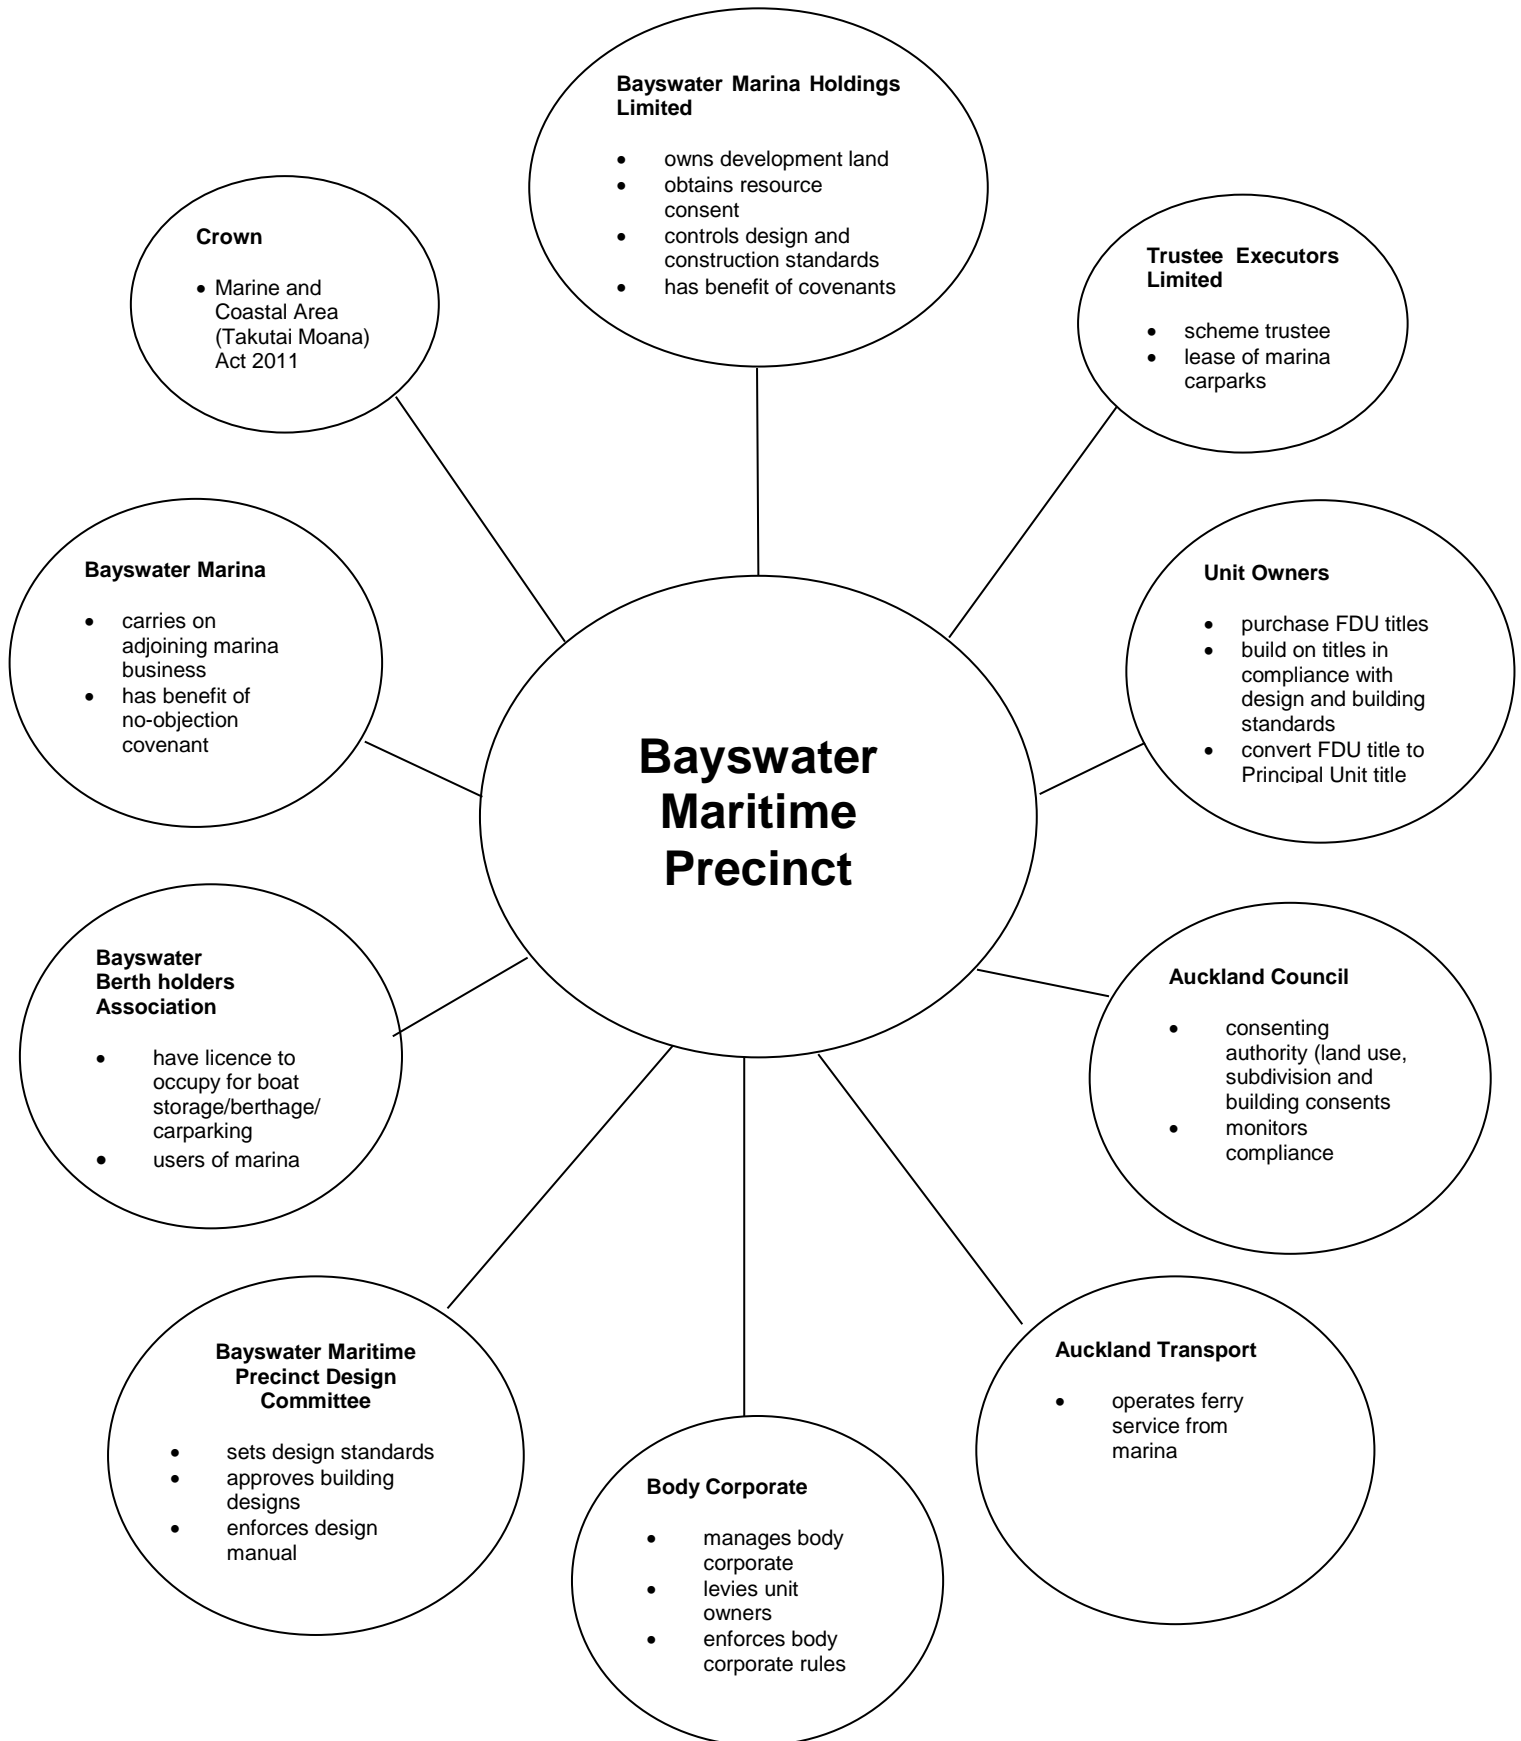 Bayswater Marina Holdings
Limited
• owns development land
• obtains resource
consent
• controls design and
construction standards
• has benefit of covenants
Crown
• Marine and
Coastal Area
(Takutai Moana)
Act 2011
Trustee Executors
Limited
• scheme trustee
• lease of marina
carparks
Bayswater Marina
• carries on
adjoining marina
business
• has benefit of
no-objection
covenant
Unit Owners
• purchase FDU titles
• build on titles in
compliance with
design and building
standards
• convert FDU title to
Principal Unit title
Bayswater
Maritime
Precinct
Bayswater
Berth holders
Association
• have licence to
occupy for boat
storage/berthage/
carparking
• users of marina
Auckland Council
• consenting
authority (land use,
subdivision and
building consents
• monitors
compliance
Bayswater Maritime
Precinct Design
Committee
• sets design standards
• approves building
designs
• enforces design
manual
Body Corporate
• manages body
corporate
• levies unit
owners
• enforces body
corporate rules
Auckland Transport
• operates ferry
service from
marina